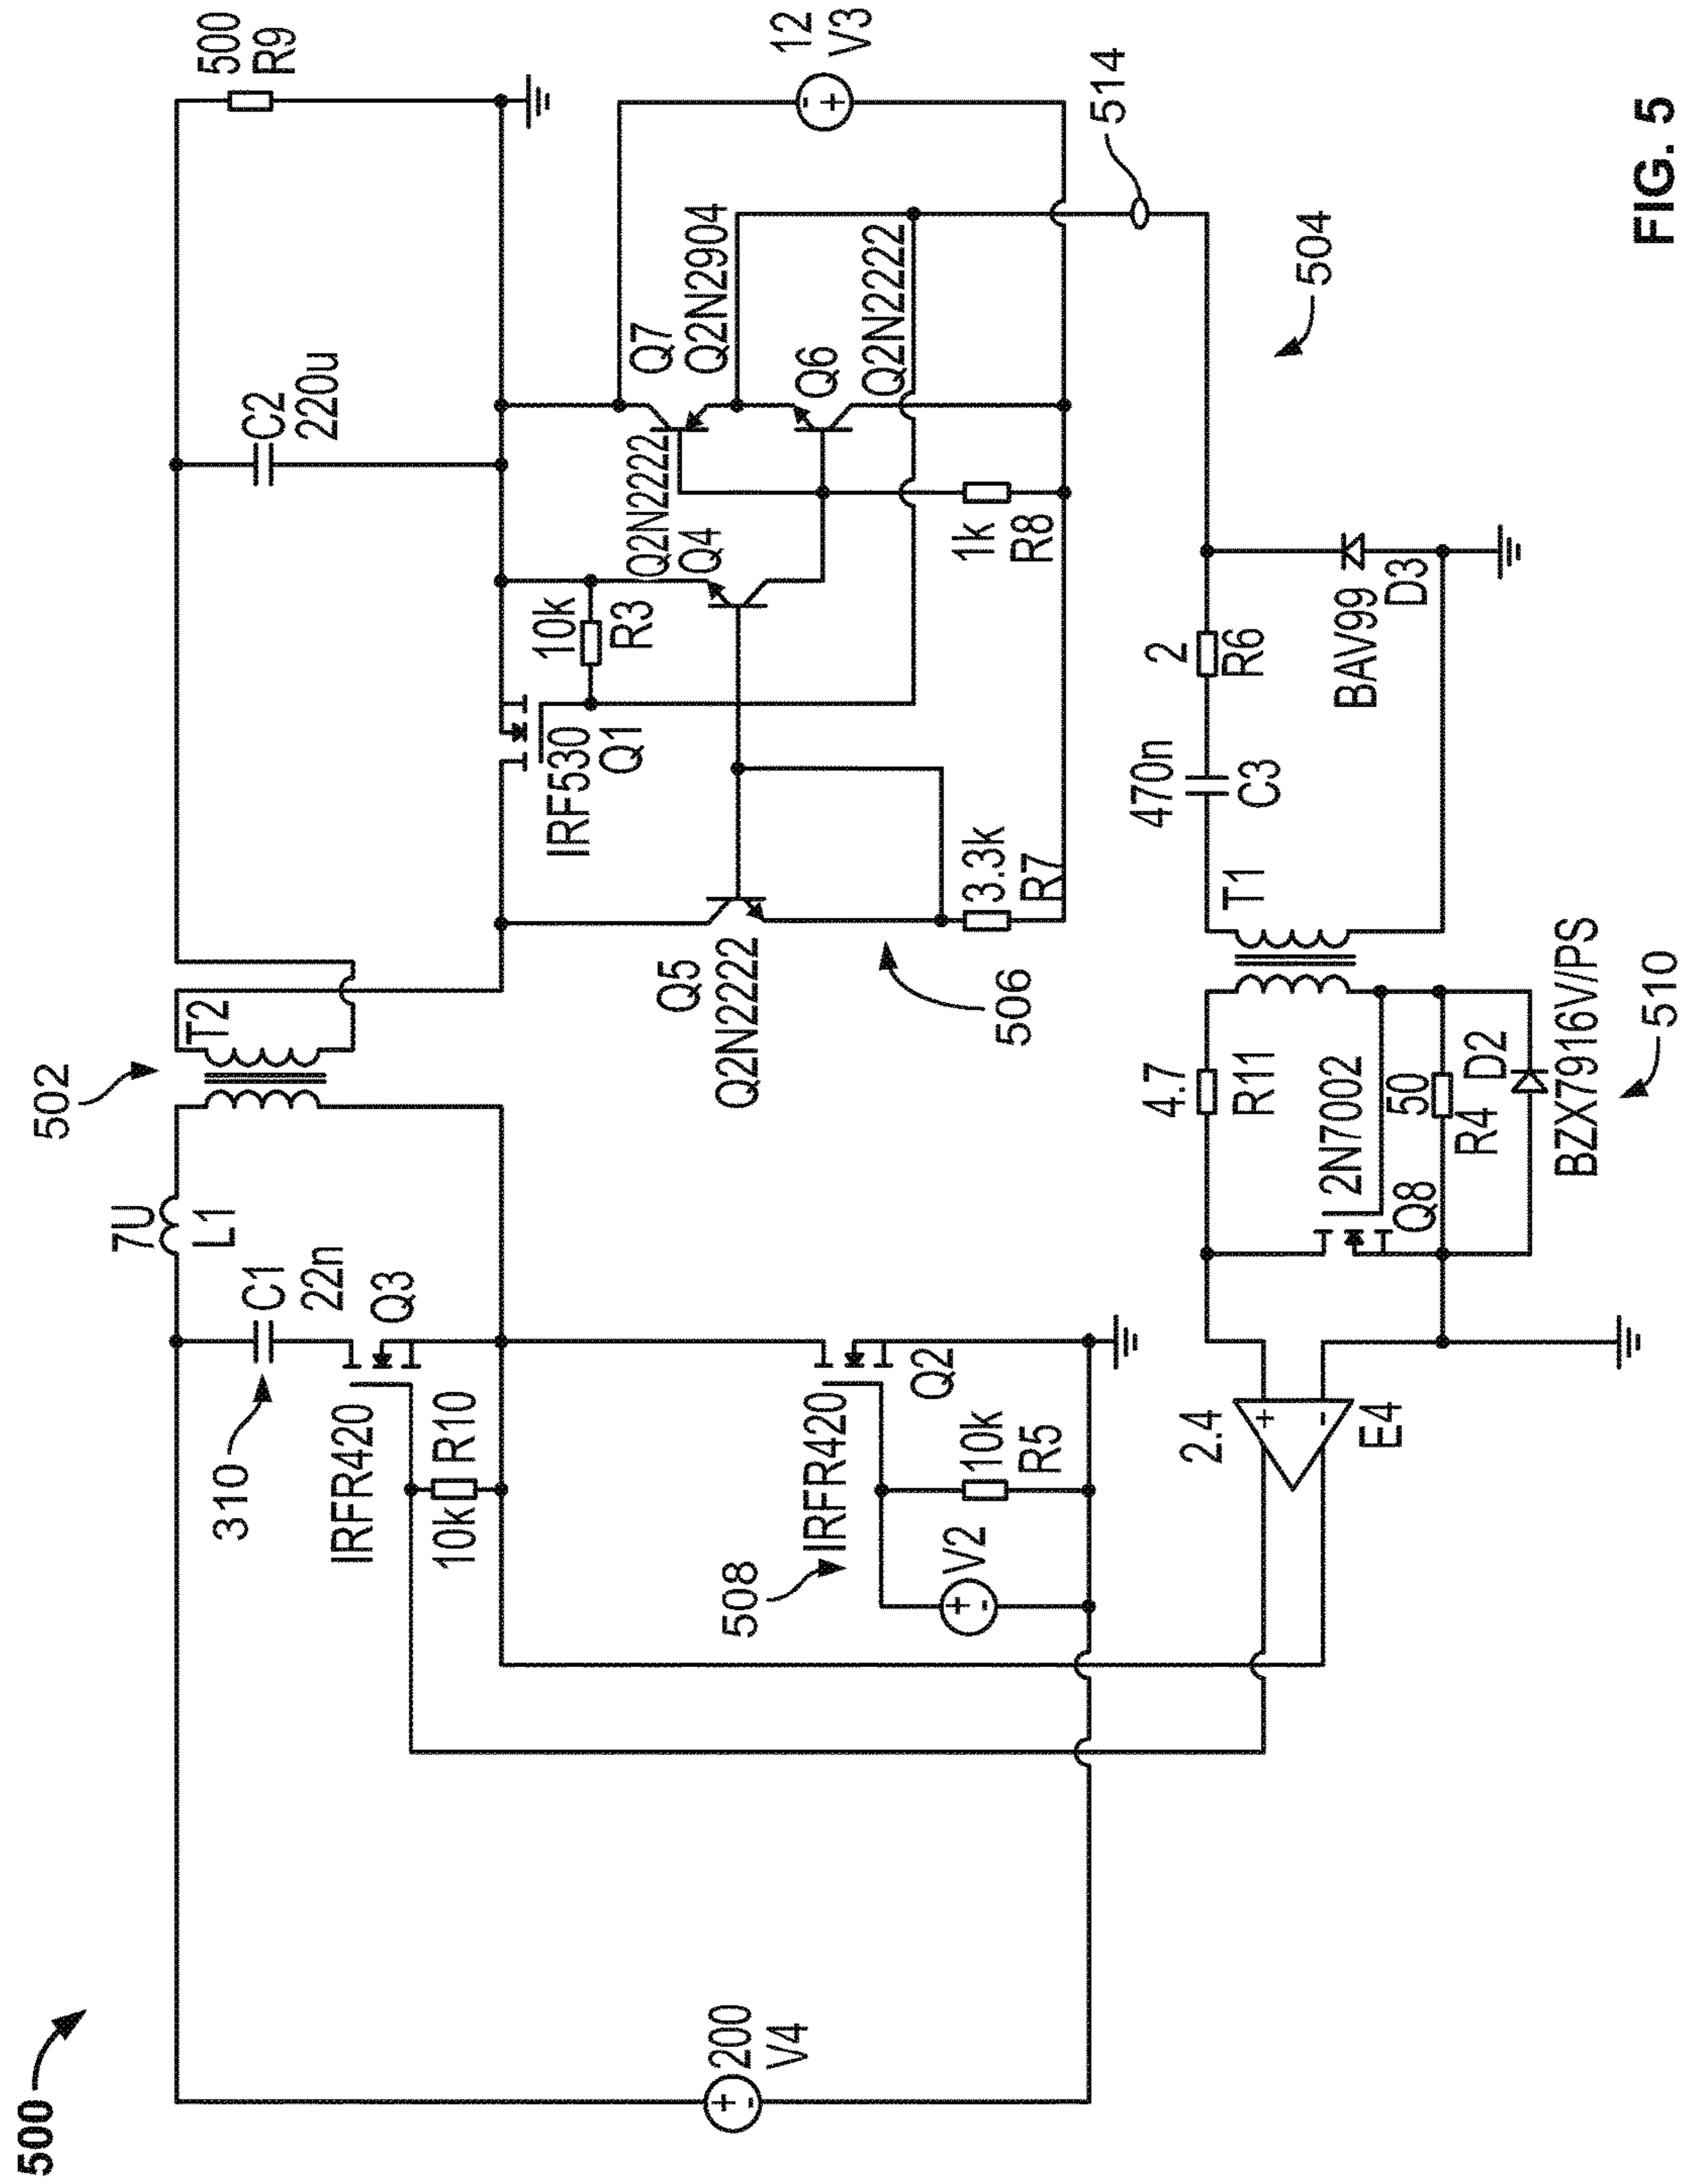 500
502
7U
L1
T2
C1
22n
310
Q3
IRFR420
R10
10k
200
V4
508
IRFR420
Q2
V2
10k
R5
500
R9
C2
220u
12
V3
Q7
Q2N2904
Q6
Q2N2222
Q2N2222
Q4
10k
R3
IRF530
Q1
1k
R8
Q5
Q2N2222
3.3k
R7
506
514
504
2
R6
470n
C3
BAV99
D3
T1
4.7
R11
2N7002
Q8
50
R4
D2
BZX7916V/PS
510
2.4
E4
FIG. 5